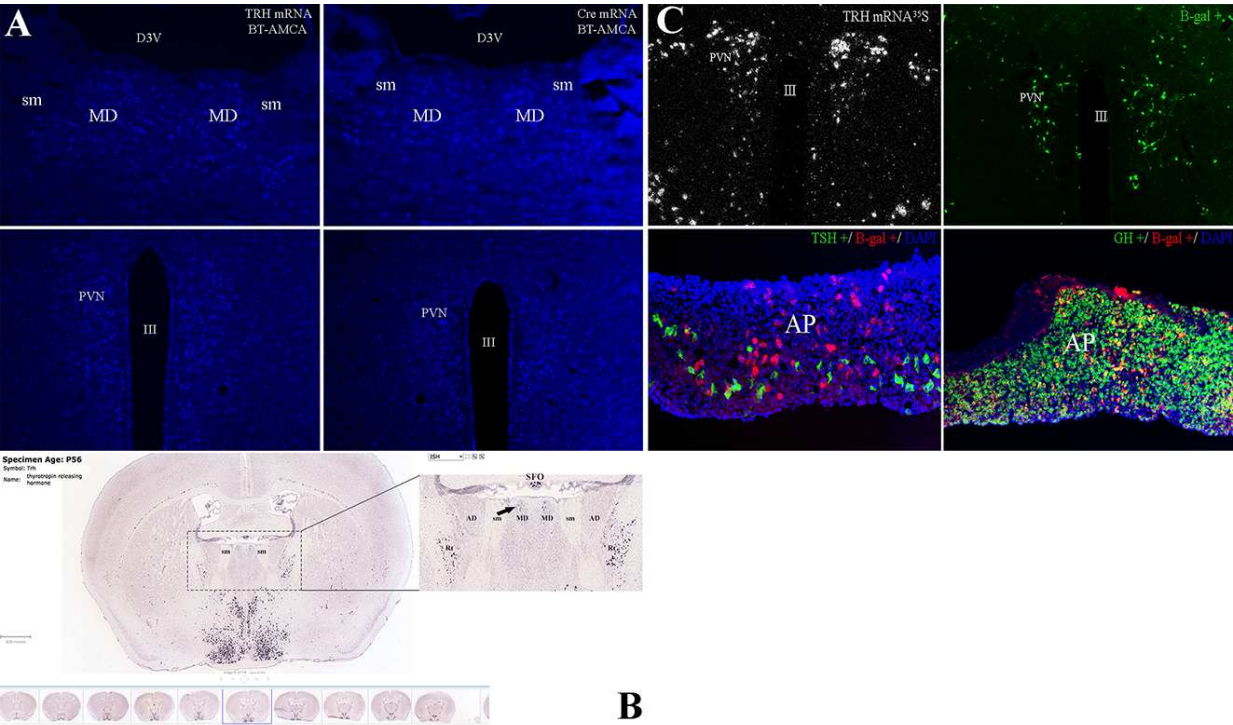 A
TRH mRNA
BT-AMCA
D3V
sm
MD
MD
sm
Cre mRNA
BT-AMCA
D3V
sm
MD
MD
sm
PVN
III
PVN
III
C
TRH mRNA³⁵S
PVN
III
B-gal +
PVN
III
TSH +/ B-gal +/ DAPI
AP
GH +/ B-gal +/ DAPI
AP
Specimen Age: P56
Symbol: Trh
Name: thyrotropin releasing
hormone
sm
sm
ISH
SFO
AD
sm
MD
MD
sm
AD
Rt
Rt
B